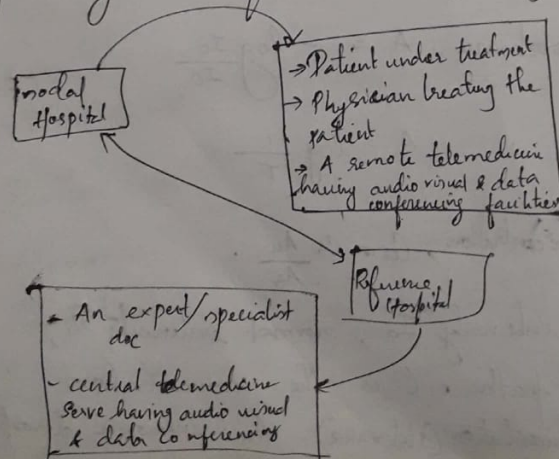 nodal
Hospital
→ Patient under treatment
→ Physician treating the
patient
→ A remote telemedicine
having audio visual & data
conferencing facilities
Reference
Hospital
- An expert/specialist
doc
- central telemedicine
serve having audio visual
& data conferencing